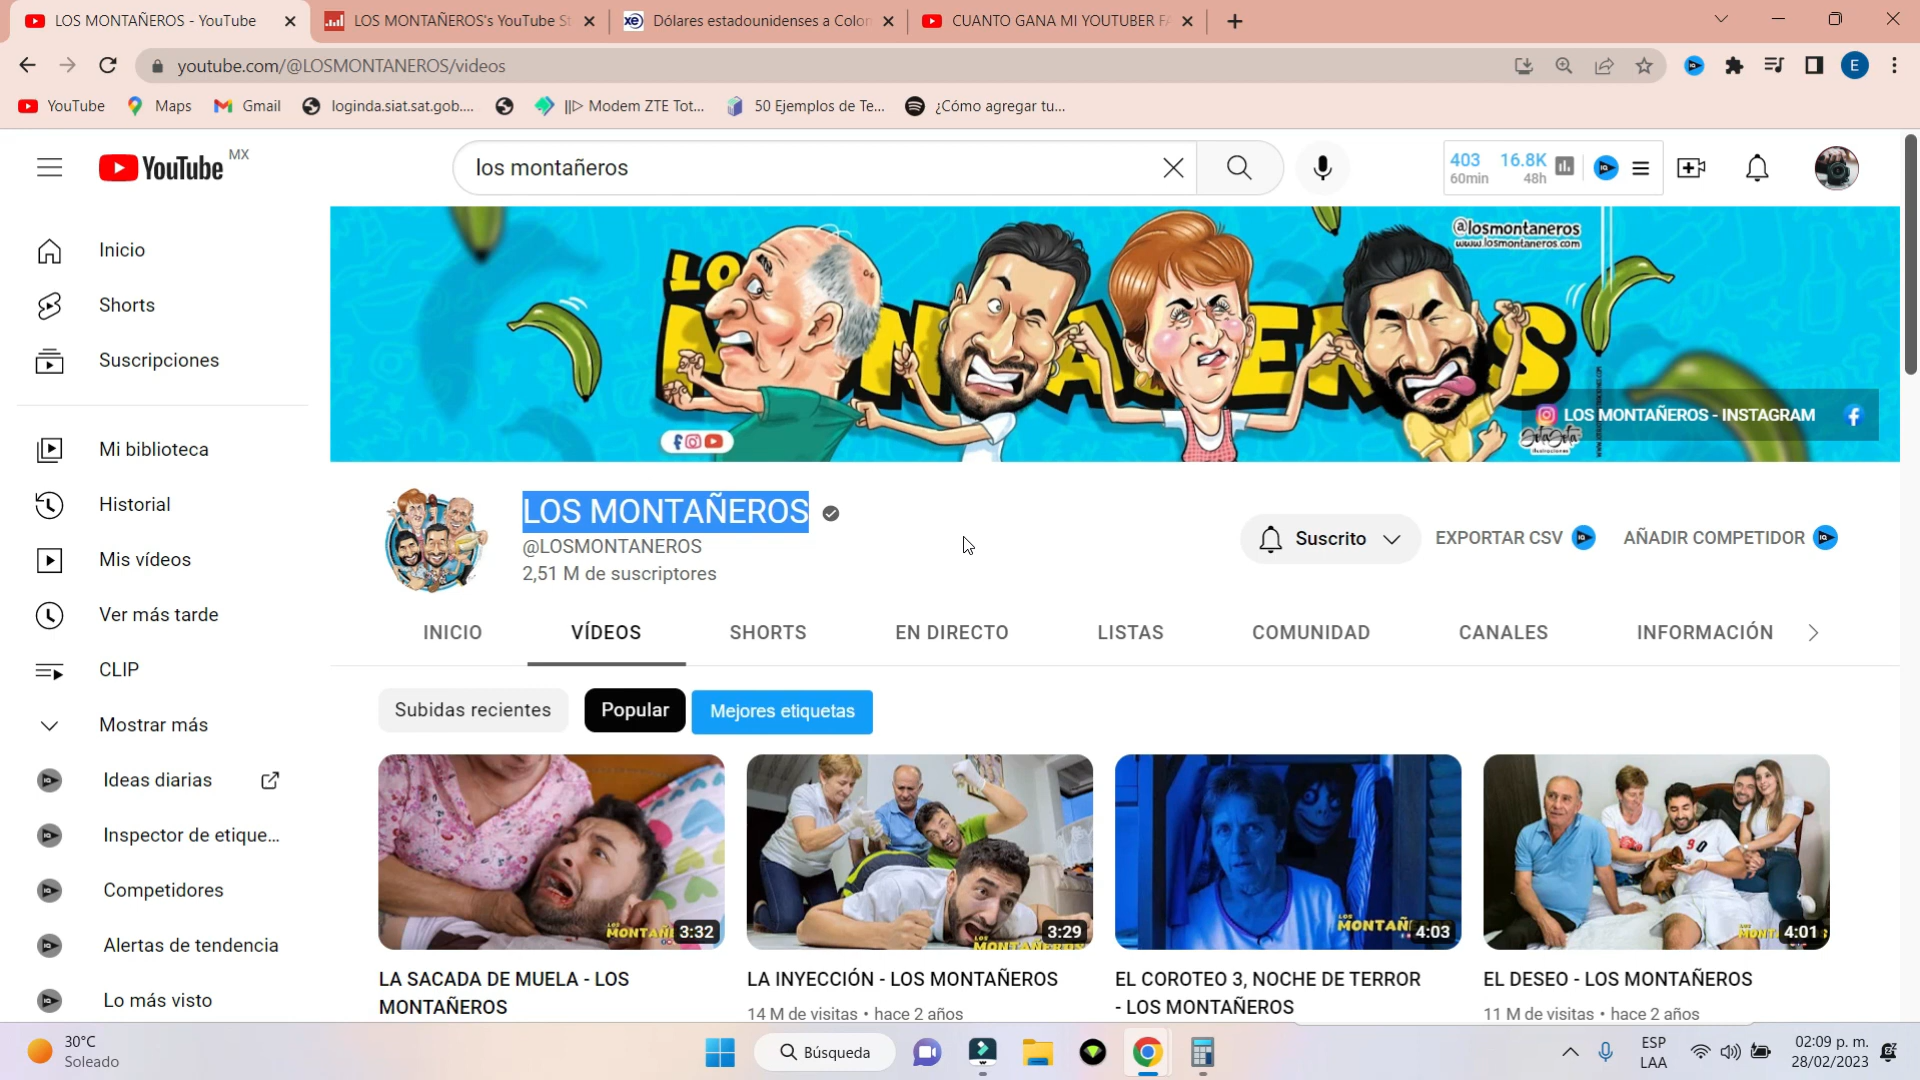 LOS MONTAÑEROS - YouTube
LOS MONTAÑEROS's YouTube St
Dólares estadounidenses a Colon
CUANTO GANA MI YOUTUBER FA
youtube.com/@LOSMONTANEROS/videos
E
YouTube
Maps
Gmail
loginda.siat.sat.gob....
||▷ Modem ZTE Tot...
50 Ejemplos de Te...
¿Cómo agregar tu...
YouTube MX
los montañeros
403 16.8K
60min 48h
Inicio
Shorts
Suscripciones
Mi biblioteca
Historial
Mis vídeos
Ver más tarde
CLIP
Mostrar más
Ideas diarias
Inspector de etique...
Competidores
Alertas de tendencia
Lo más visto
@losmontaneros
www.losmontaneros.com
LOS
MONTAÑEROS
LOS MONTAÑEROS - INSTAGRAM
LOS MONTAÑEROS
@LOSMONTANEROS
2,51 M de suscriptores
Suscrito
EXPORTAR CSV
AÑADIR COMPETIDOR
INICIO
VÍDEOS
SHORTS
EN DIRECTO
LISTAS
COMUNIDAD
CANALES
INFORMACIÓN
Subidas recientes
Popular
Mejores etiquetas
3:32
3:29
4:03
4:01
LA SACADA DE MUELA - LOS
MONTAÑEROS
LA INYECCIÓN - LOS MONTAÑEROS
14 M de visitas • hace 2 años
EL COROTEO 3, NOCHE DE TERROR
- LOS MONTAÑEROS
EL DESEO - LOS MONTAÑEROS
11 M de visitas • hace 2 años
30°C
Soleado
Búsqueda
ESP
LAA
02:09 p. m.
28/02/2023